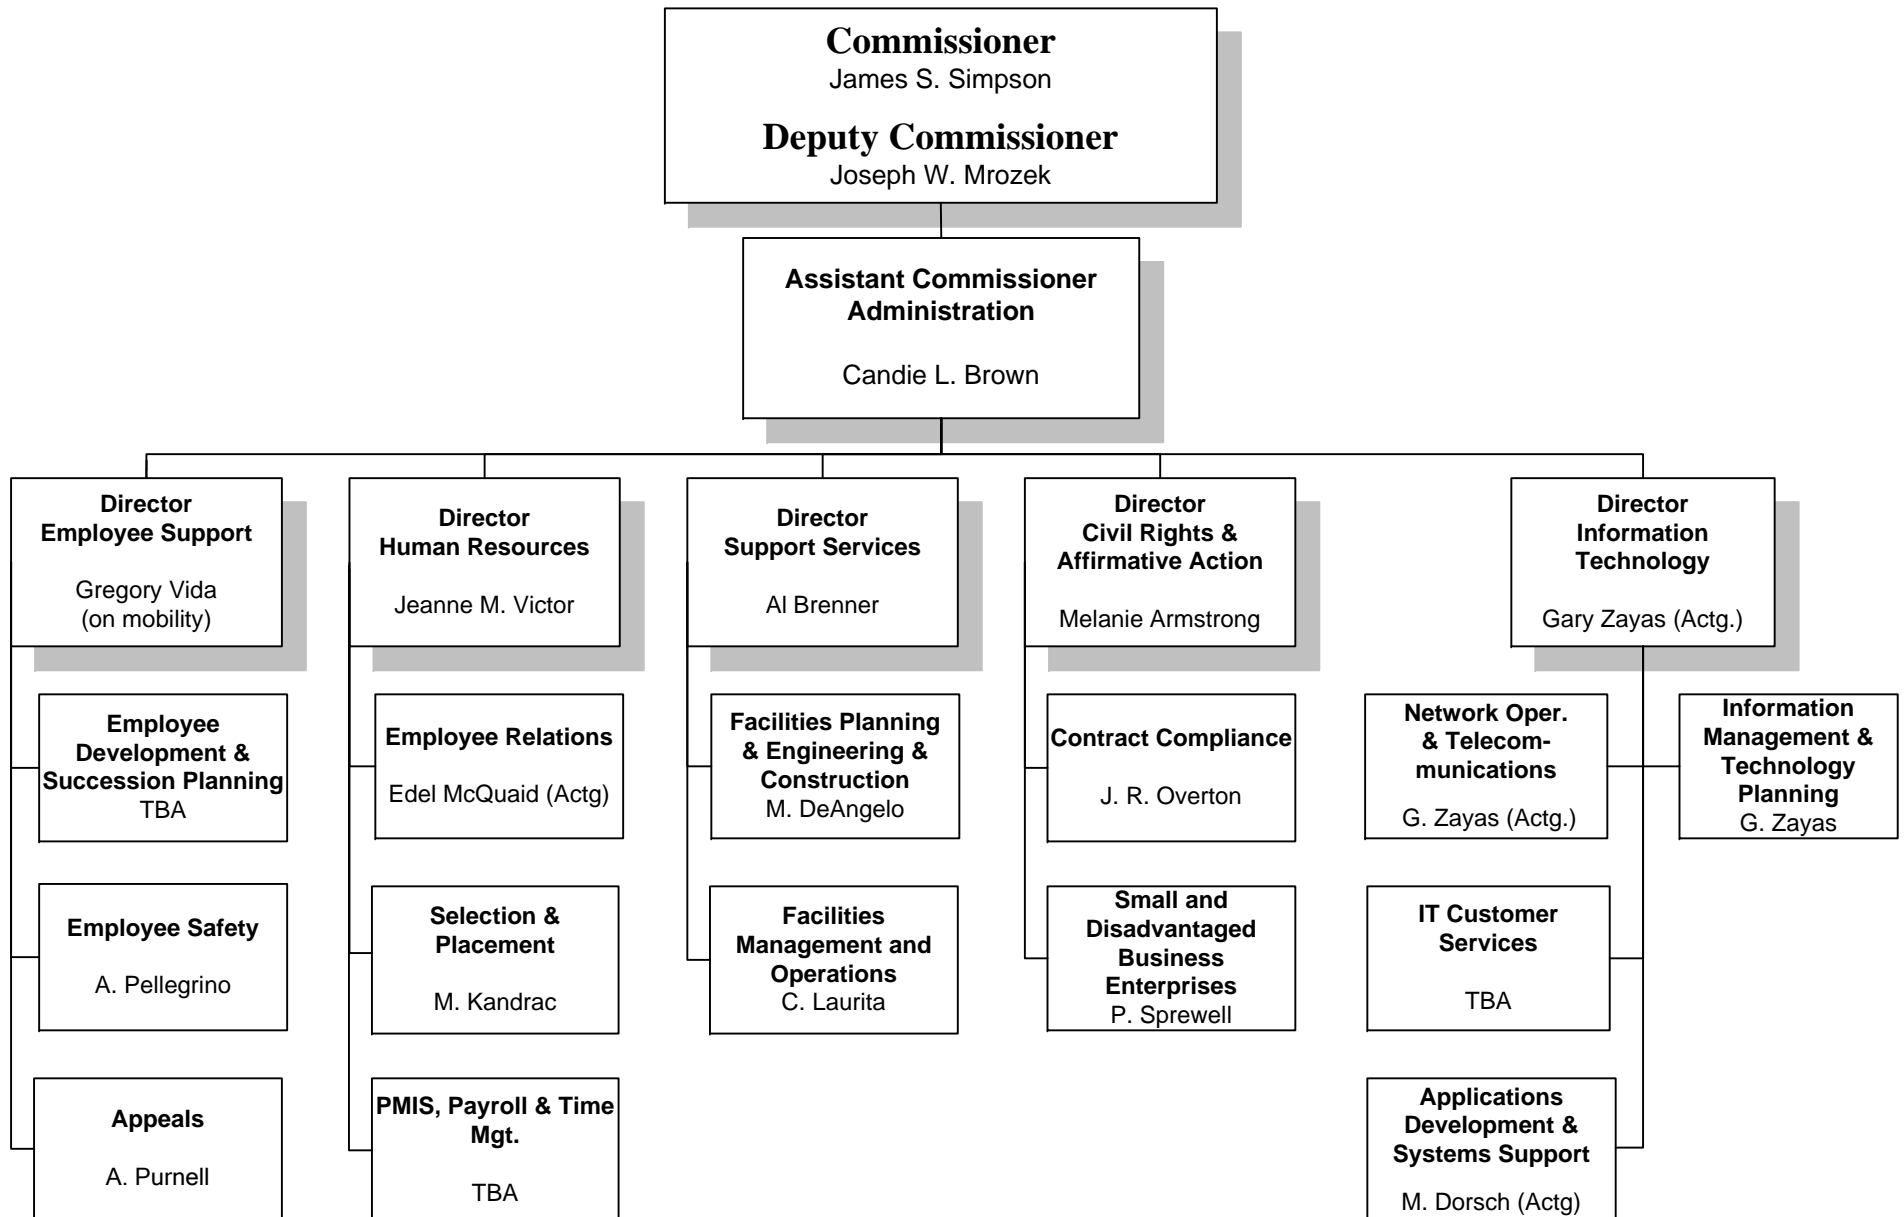 Commissioner
James S. Simpson
Deputy Commissioner
Joseph W. Mrozek
Assistant Commissioner
Administration
Candie L. Brown
Director
Employee Support
Gregory Vida
(on mobility)
Director
Human Resources
Jeanne M. Victor
Director
Support Services
Al Brenner
Director
Civil Rights &
Affirmative Action
Melanie Armstrong
Director
Information
Technology
Gary Zayas (Actg.)
Employee
Development &
Succession Planning
TBA
Employee Relations
Edel McQuaid (Actg)
Facilities Planning
& Engineering &
Construction
M. DeAngelo
Contract Compliance
J. R. Overton
Network Oper.
& Telecom-
munications
G. Zayas (Actg.)
Information
Management &
Technology
Planning
G. Zayas
Employee Safety
A. Pellegrino
Selection &
Placement
M. Kandrac
Facilities
Management and
Operations
C. Laurita
Small and
Disadvantaged
Business
Enterprises
P. Sprewell
IT Customer
Services
TBA
Appeals
A. Purnell
PMIS, Payroll & Time
Mgt.
TBA
Applications
Development &
Systems Support
M. Dorsch (Actg)